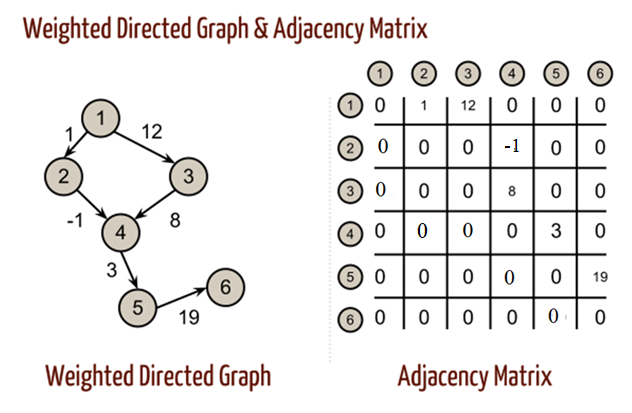 Weighted Directed Graph & Adjacency Matrix
1 2 3 4 5 6
1 0 1 12 0 0 0
2 0 0 0 -1 0 0
3 0 0 0 8 0 0
4 0 0 0 0 3 0
5 0 0 0 0 0 19
6 0 0 0 0 0 0
1
1 12
2 3
-1 8
4
3
5 6
19
Weighted Directed Graph
Adjacency Matrix